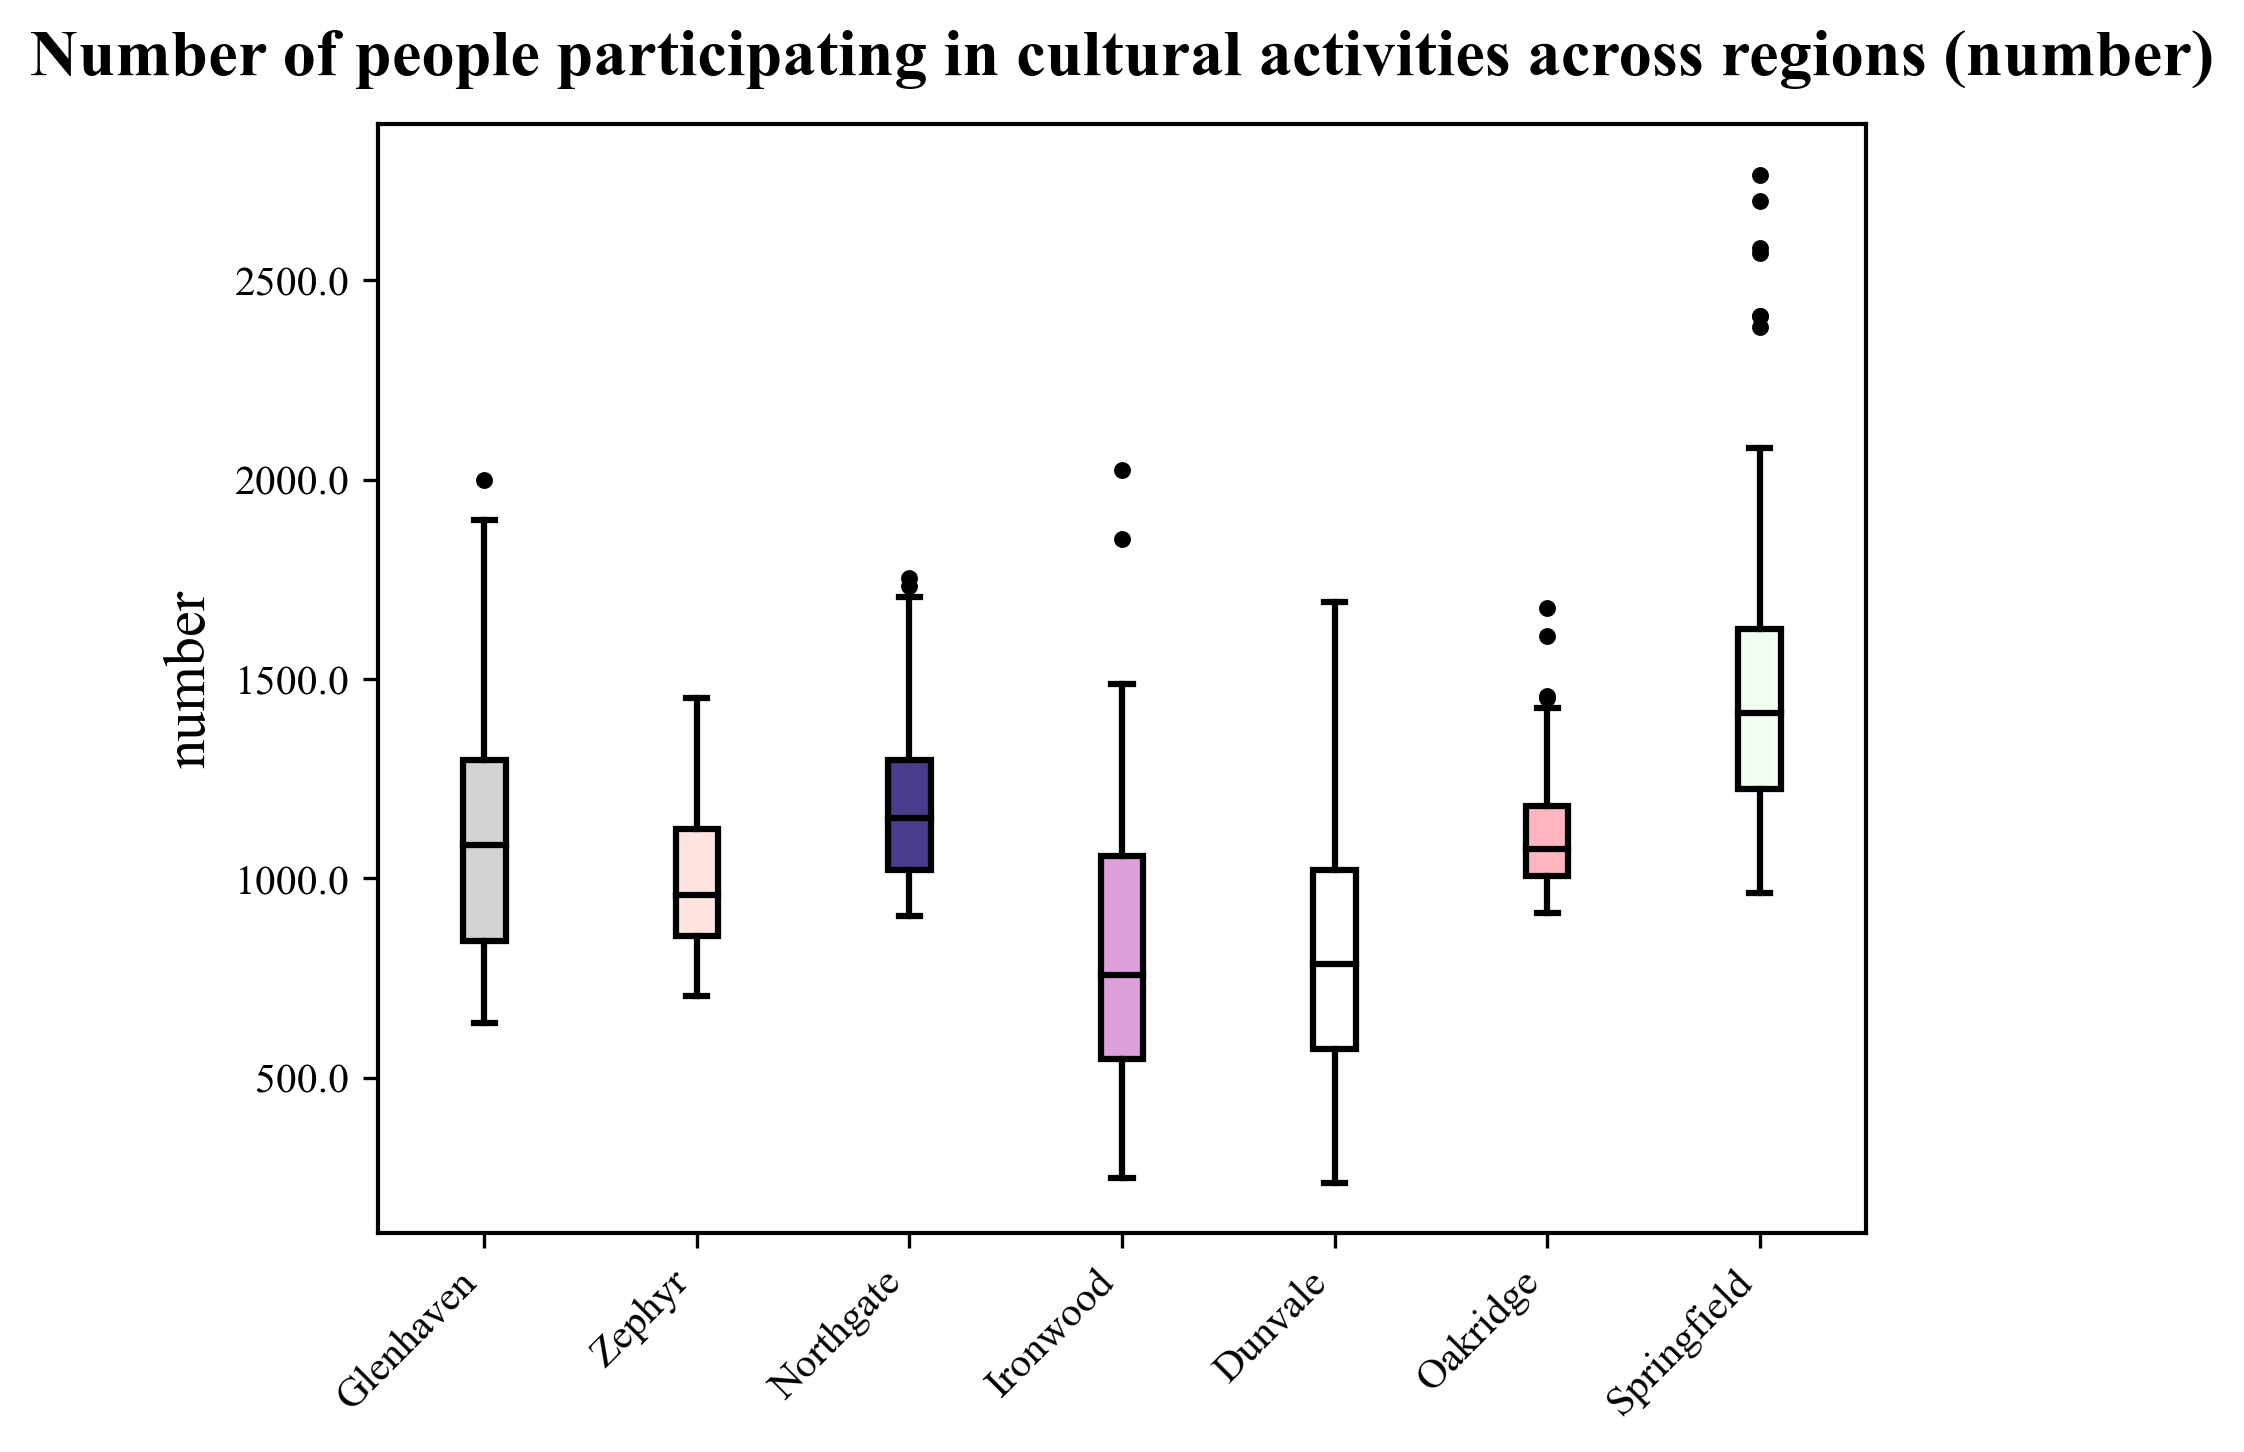 Number of people participating in cultural activities across regions (number)
number
2500.0
2000.0
1500.0
1000.0
500.0
Glenhaven
Zephyr
Northgate
Ironwood
Dunvale
Oakridge
Springfield